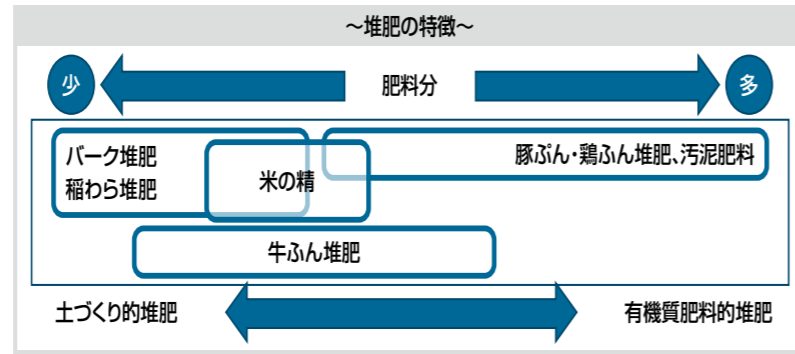 ～堆肥の特徴～
少 肥料分 多
バーク堆肥
稲わら堆肥
米の精
豚ぷん・鶏ふん堆肥、汚泥肥料
牛ふん堆肥
土づくり的堆肥 有機質肥料的堆肥